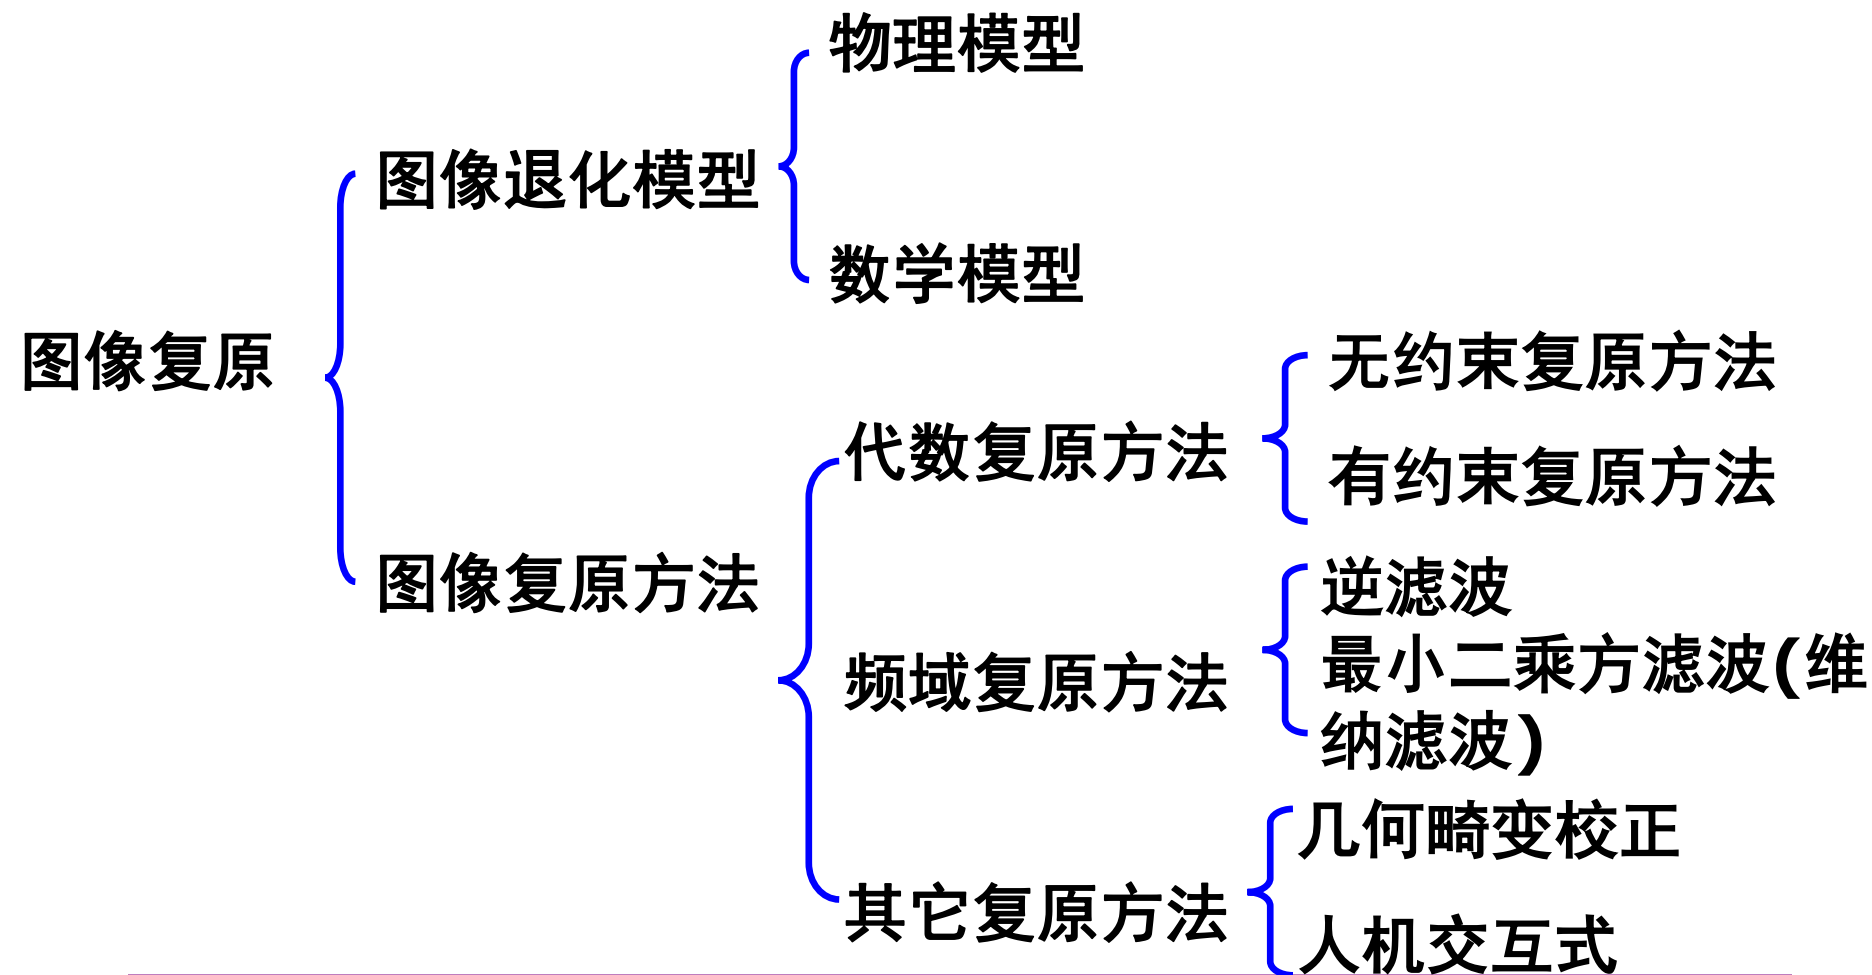 图像复原
图像退化模型
物理模型
数学模型
图像复原方法
代数复原方法
无约束复原方法
有约束复原方法
频域复原方法
逆滤波
最小二乘方滤波(维
纳滤波)
其它复原方法
几何畸变校正
人机交互式